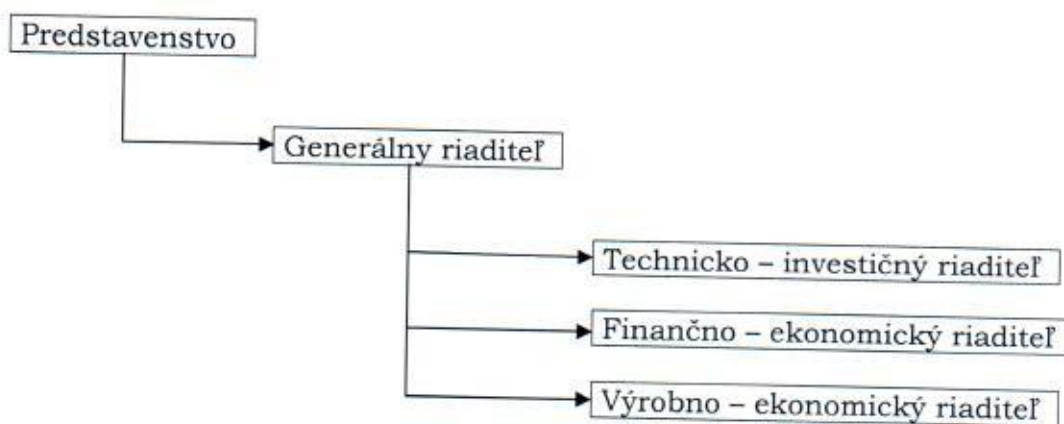 Predstavenstvo
Generálny riaditeľ
Technicko – investičný riaditeľ
Finančno – ekonomický riaditeľ
Výrobno – ekonomický riaditeľ